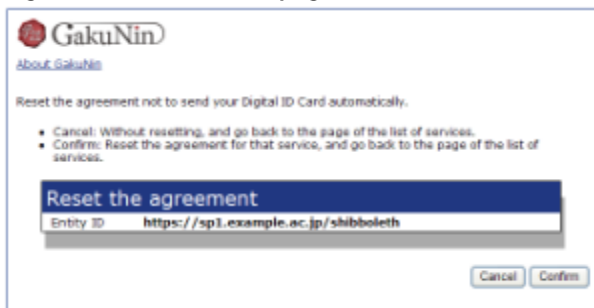 GakuNin
About GakuNin
Reset the agreement not to send your Digital ID Card automatically.
• Cancel: Without resetting, and go back to the page of the list of services.
• Confirm: Reset the agreement for that service, and go back to the page of the list of
services.
Reset the agreement
Entity ID https://sp1.example.ac.jp/shibboleth
Cancel Confirm